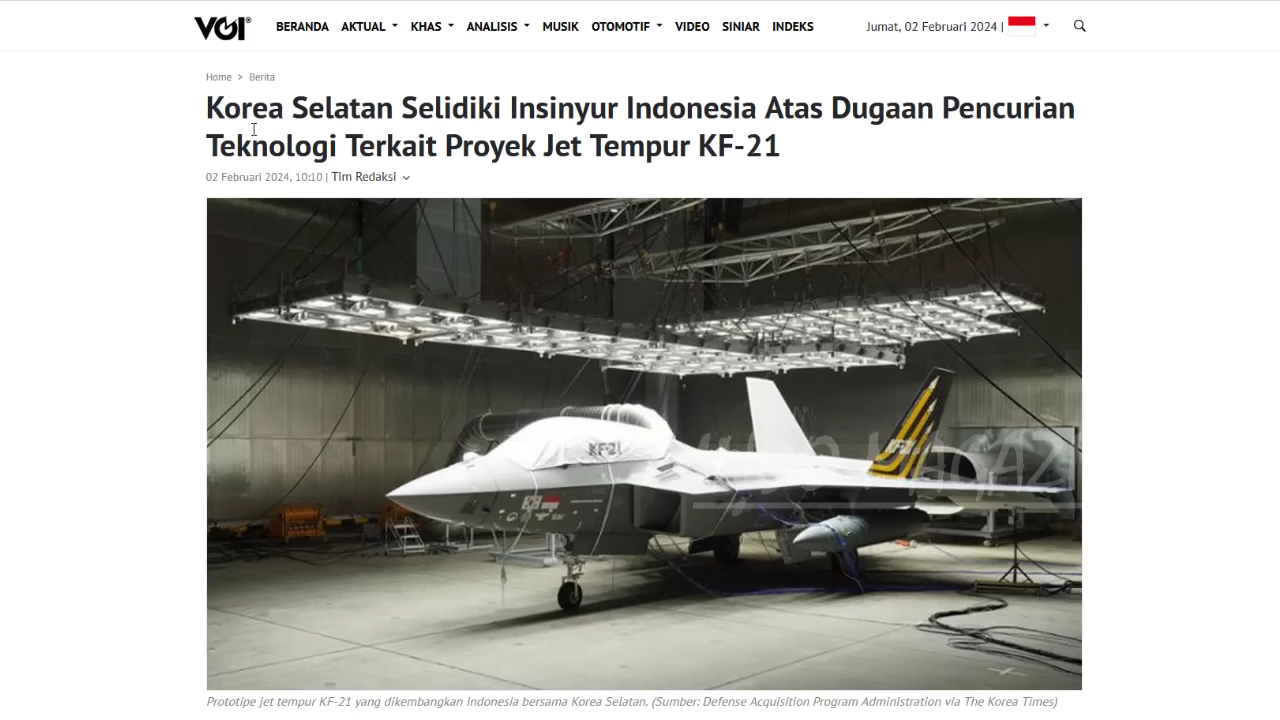 VOI
BERANDA AKTUAL KHAS ANALISIS MUSIK OTOMOTIF VIDEO SINIAR INDEKS Jumat, 02 Februari 2024 |
Home > Berita
Korea Selatan Selidiki Insinyur Indonesia Atas Dugaan Pencurian
Teknologi Terkait Proyek Jet Tempur KF-21
02 Februari 2024, 10:10 | Tim Redaksi
KF-21
Prototipe jet tempur KF-21 yang dikembangkan Indonesia bersama Korea Selatan. (Sumber: Defense Acquisition Program Administration via The Korea Times)